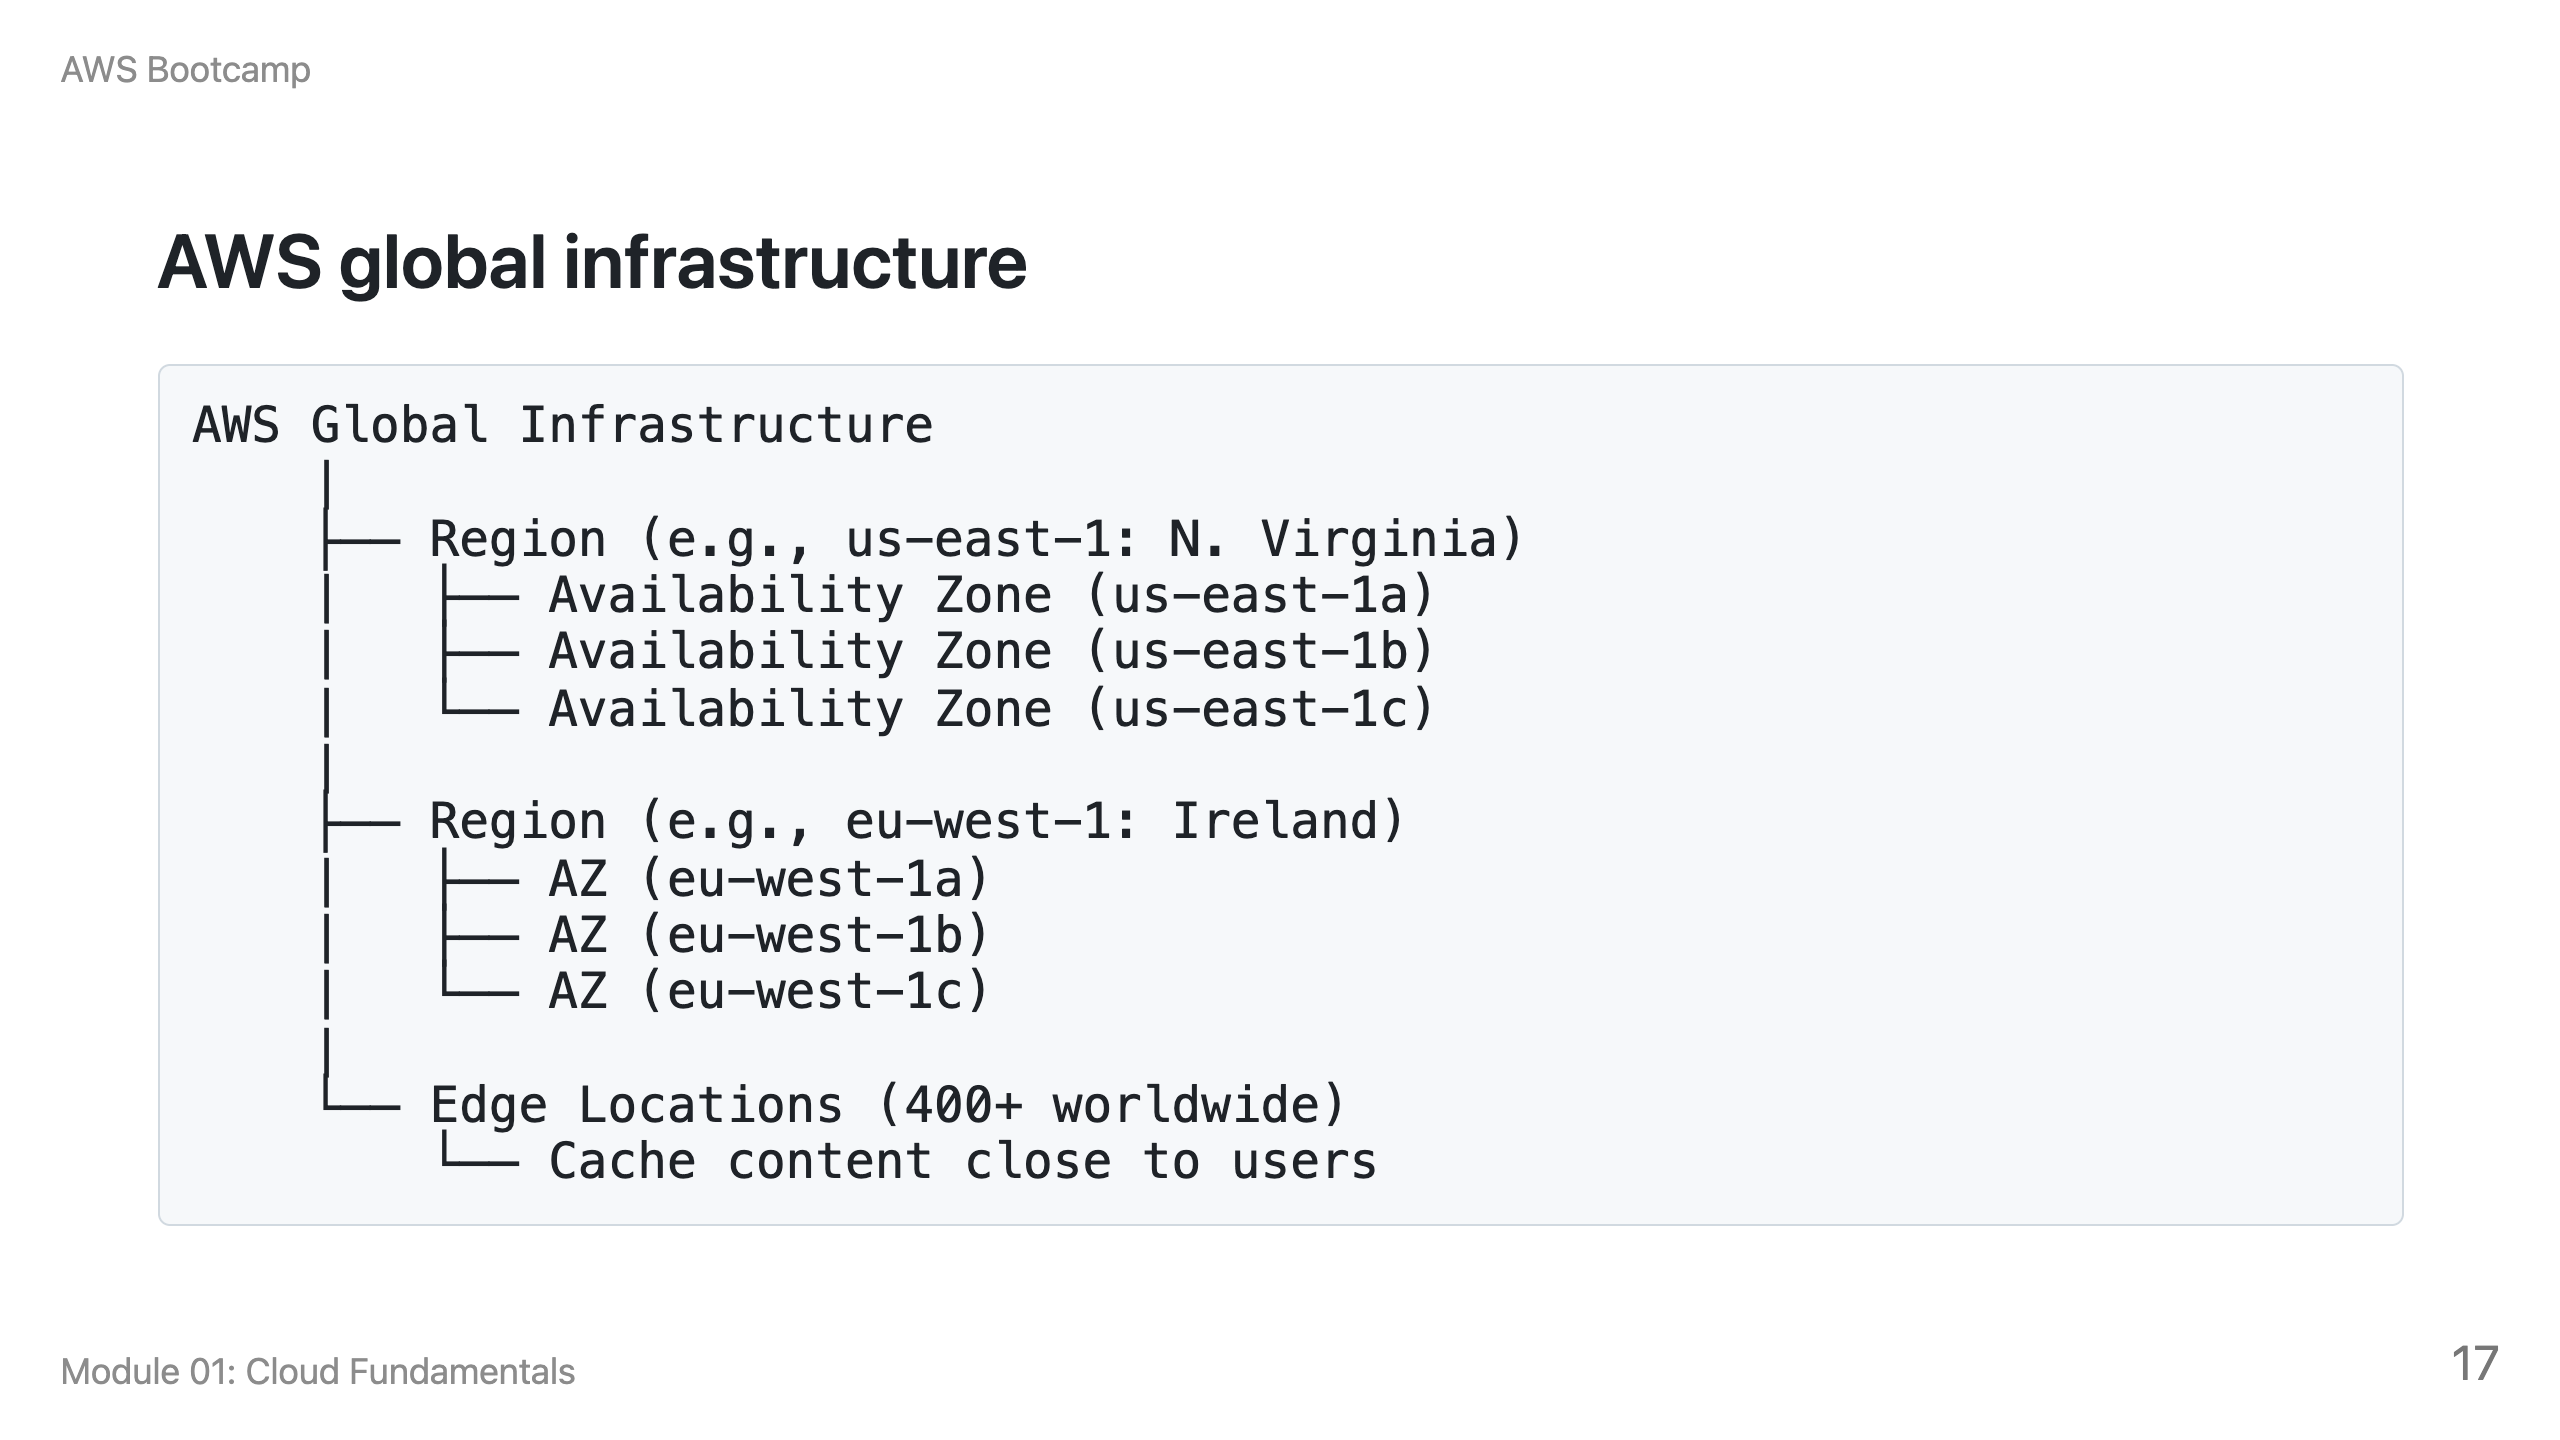 AWS Bootcamp
AWS global infrastructure
AWS Global Infrastructure
│
├── Region (e.g., us-east-1: N. Virginia)
│   ├── Availability Zone (us-east-1a)
│   ├── Availability Zone (us-east-1b)
│   └── Availability Zone (us-east-1c)
│
├── Region (e.g., eu-west-1: Ireland)
│   ├── AZ (eu-west-1a)
│   ├── AZ (eu-west-1b)
│   └── AZ (eu-west-1c)
│
└── Edge Locations (400+ worldwide)
    └── Cache content close to users
Module 01: Cloud Fundamentals
17